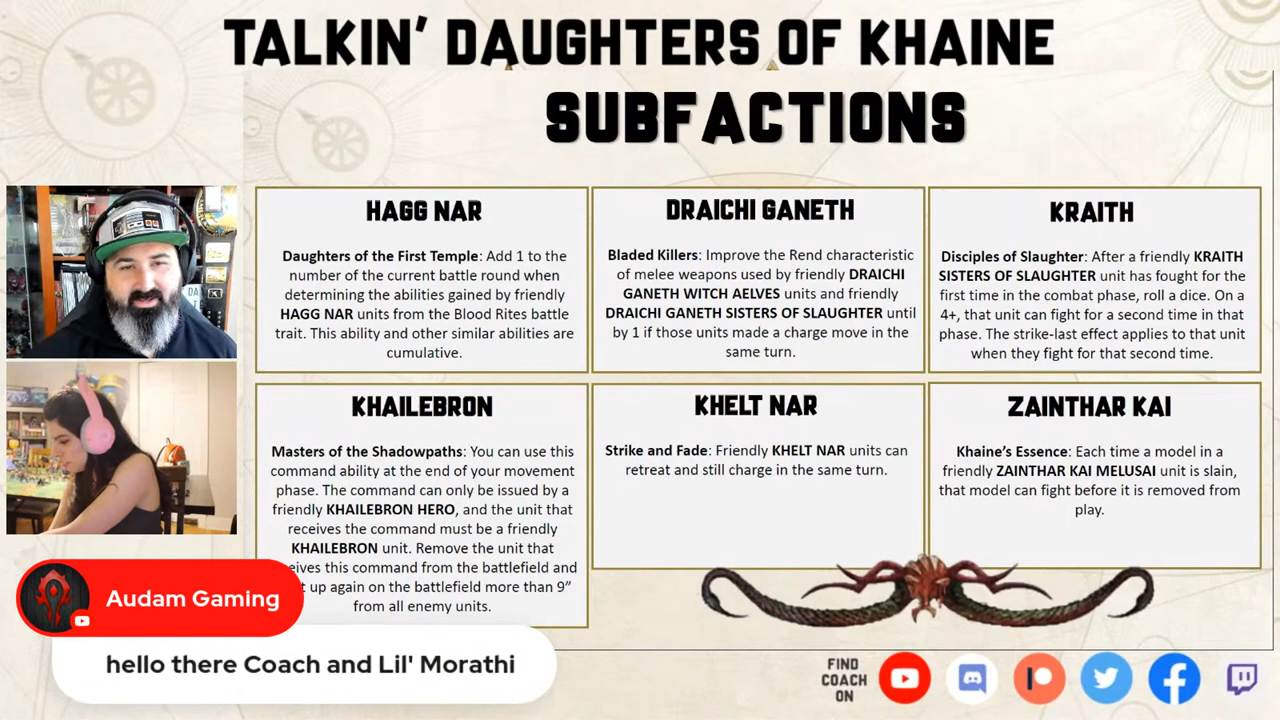 TALKIN' DAUGHTERS OF KHAINE
SUBFACTIONS
HAGG NAR
Daughters of the First Temple: Add 1 to the
number of the current battle round when
determining the abilities gained by friendly
HAGG NAR units from the Blood Rites battle
trait. This ability and other similar abilities are
cumulative.
DRAICHI GANETH
Bladed Killers: Improve the Rend characteristic
of melee weapons used by friendly DRAICHI
GANETH WITCH AELVES units and friendly
DRAICHI GANETH SISTERS OF SLAUGHTER until
by 1 if those units made a charge move in the
same turn.
KRAITH
Disciples of Slaughter: After a friendly KRAITH
SISTERS OF SLAUGHTER unit has fought for the
first time in the combat phase, roll a dice. On a
4+, that unit can fight for a second time in that
phase. The strike-last effect applies to that unit
when they fight for that second time.
KHAILEBRON
Masters of the Shadowpaths: You can use this
command ability at the end of your movement
phase. The command can only be issued by a
friendly KHAILEBRON HERO, and the unit that
receives the command must be a friendly
KHAILEBRON unit. Remove the unit that
this command from the battlefield and
up again on the battlefield more than 9”
from all enemy units.
KHELT NAR
Strike and Fade: Friendly KHELT NAR units can
retreat and still charge in the same turn.
ZAINTHAR KAI
Khaine’s Essence: Each time a model in a
friendly ZAINTHAR KAI MELUSAI unit is slain,
that model can fight before it is removed from
play.
Audam Gaming
hello there Coach and Lil' Morathi
FIND
COACH
ON